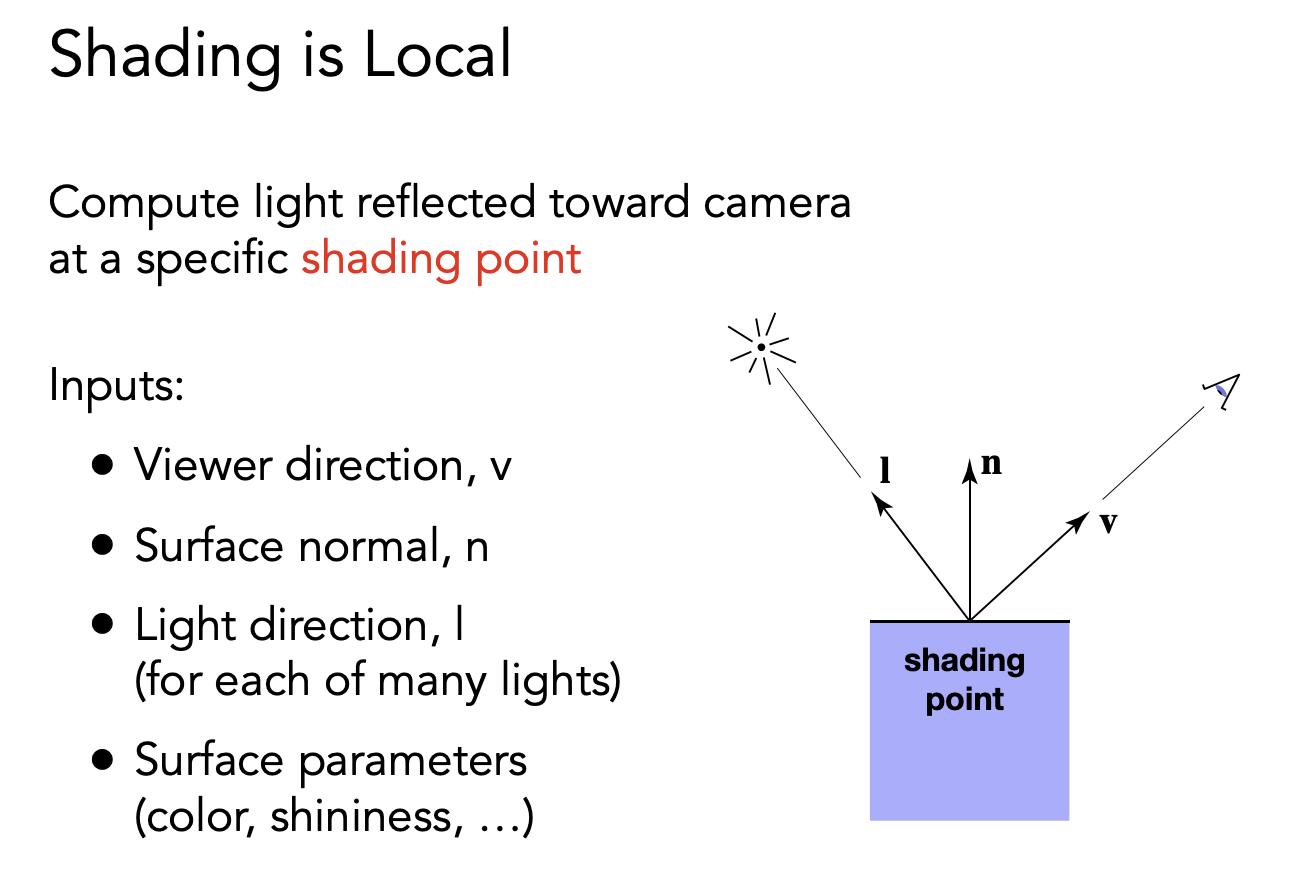 Shading is Local
Compute light reflected toward camera
at a specific shading point
Inputs:
• Viewer direction, v
• Surface normal, n
• Light direction, l
(for each of many lights)
• Surface parameters
(color, shininess, …)
l
n
v
shading
point